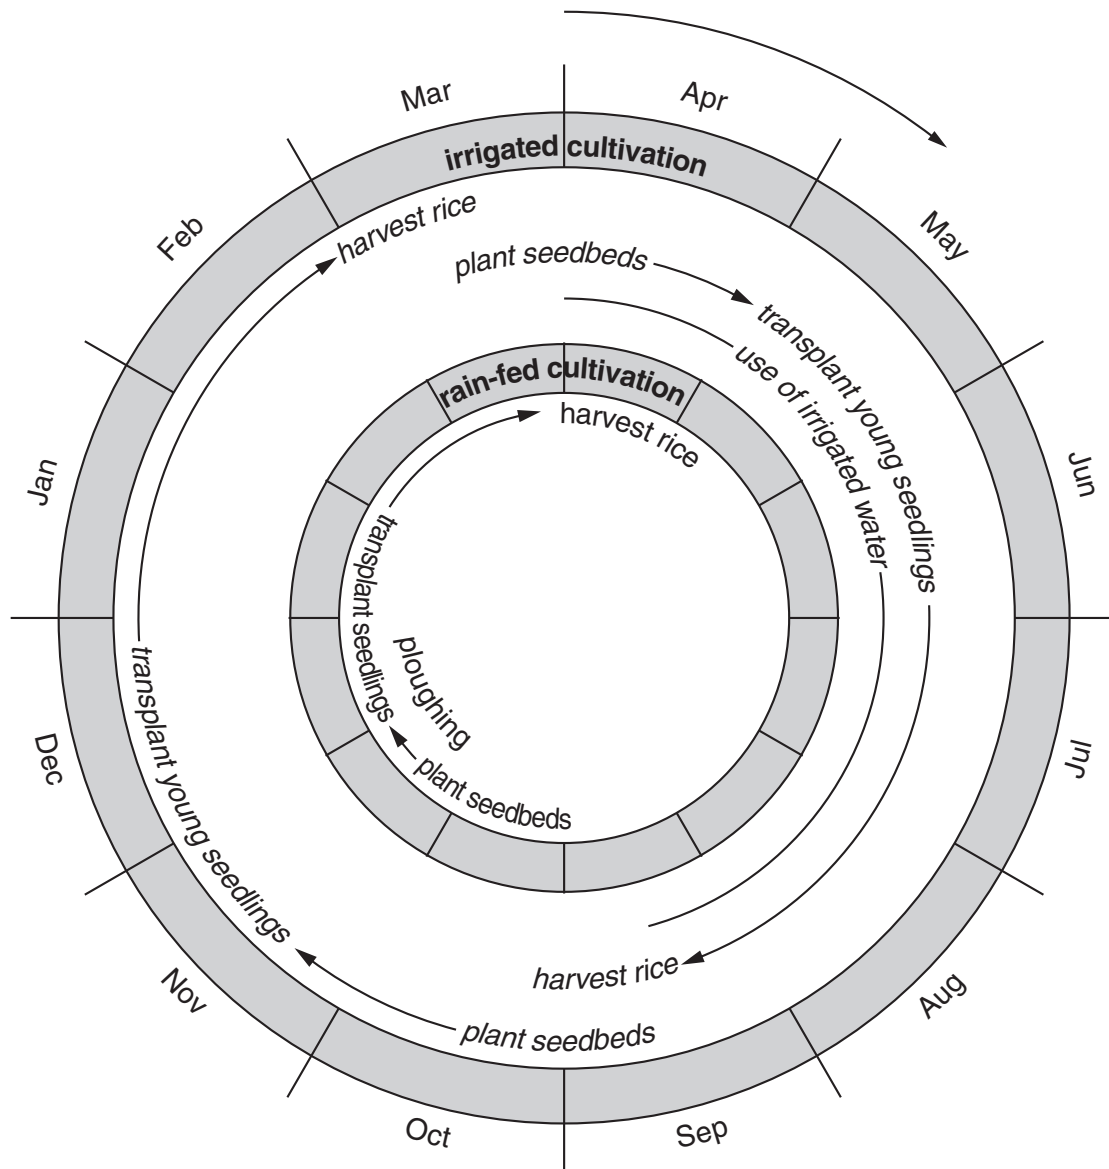 Mar
Apr
May
Jun
Jul
Aug
Sep
Oct
Nov
Dec
Jan
Feb
irrigated cultivation
harvest rice
plant seedbeds
transplant young seedlings
use of irrigated water
harvest rice
plant seedbeds
transplant young seedlings
rain-fed cultivation
harvest rice
plant seedbeds
transplant seedlings
ploughing